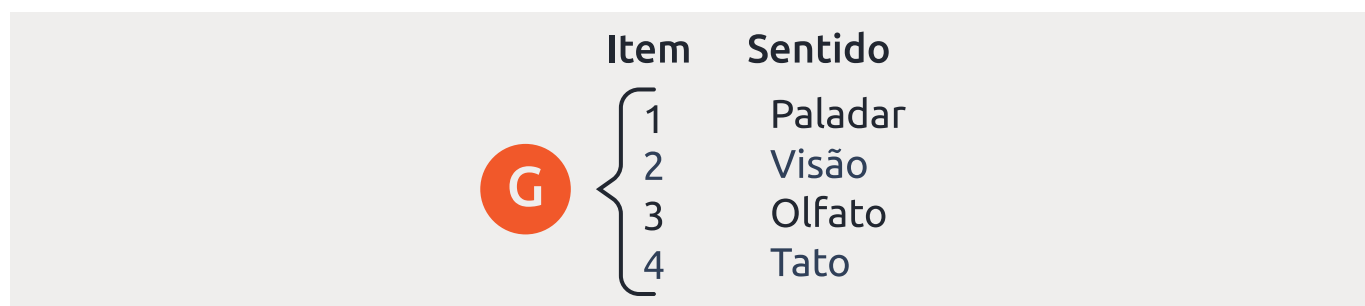 Item Sentido
1 Paladar
2 Visão
G
3 Olfato
4 Tato